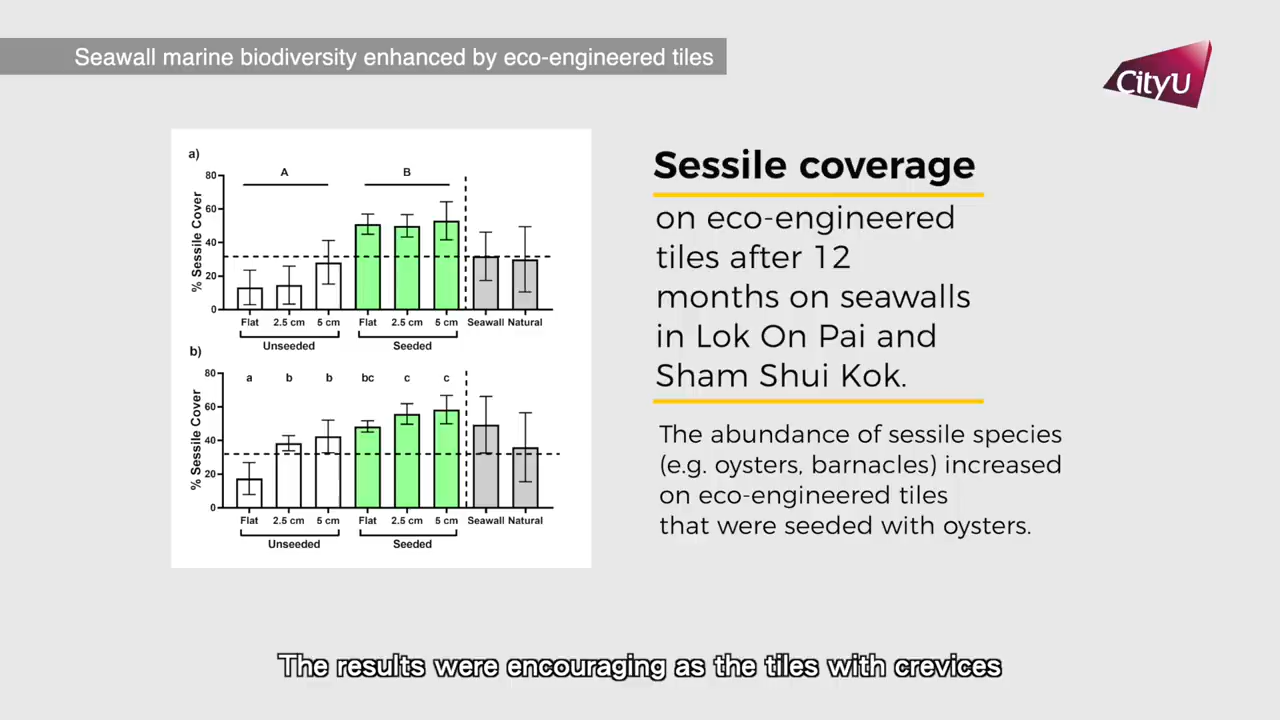 Seawall marine biodiversity enhanced by eco-engineered tiles
CityU
a)
A B
80
60
40
20
0
% Sessile Cover
Flat 2.5 cm 5 cm Flat 2.5 cm 5 cm Seawall Natural
Unseeded Seeded
b)
a b b bc c c
80
60
40
20
0
% Sessile Cover
Flat 2.5 cm 5 cm Flat 2.5 cm 5 cm Seawall Natural
Unseeded Seeded
Sessile coverage
on eco-engineered
tiles after 12
months on seawalls
in Lok On Pai and
Sham Shui Kok.
The abundance of sessile species
(e.g. oysters, barnacles) increased
on eco-engineered tiles
that were seeded with oysters.
The results were encouraging as the tiles with crevices